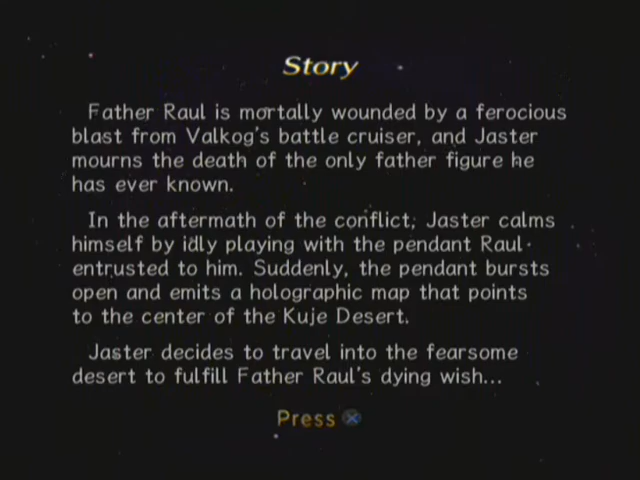 Story
Father Raul is mortally wounded by a ferocious
blast from Valkog's battle cruiser, and Jaster
mourns the death of the only father figure he
has ever known.
In the aftermath of the conflict, Jaster calms
himself by idly playing with the pendant Raul
entrusted to him. Suddenly, the pendant bursts
open and emits a holographic map that points
to the center of the Kuje Desert.
Jaster decides to travel into the fearsome
desert to fulfill Father Raul's dying wish...
Press